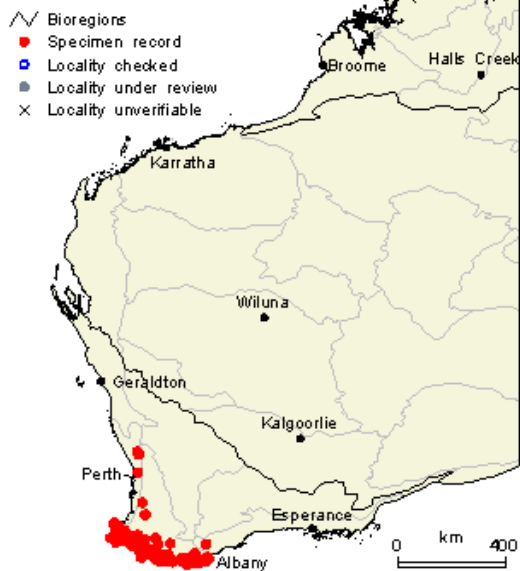 Bioregions
Specimen record
Locality checked
Locality under review
Locality unverifiable
Broome
Halls Creek
Karratha
Wiluna
Geraldton
Kalgoorlie
Perth
Esperance
Albany
0 km 400